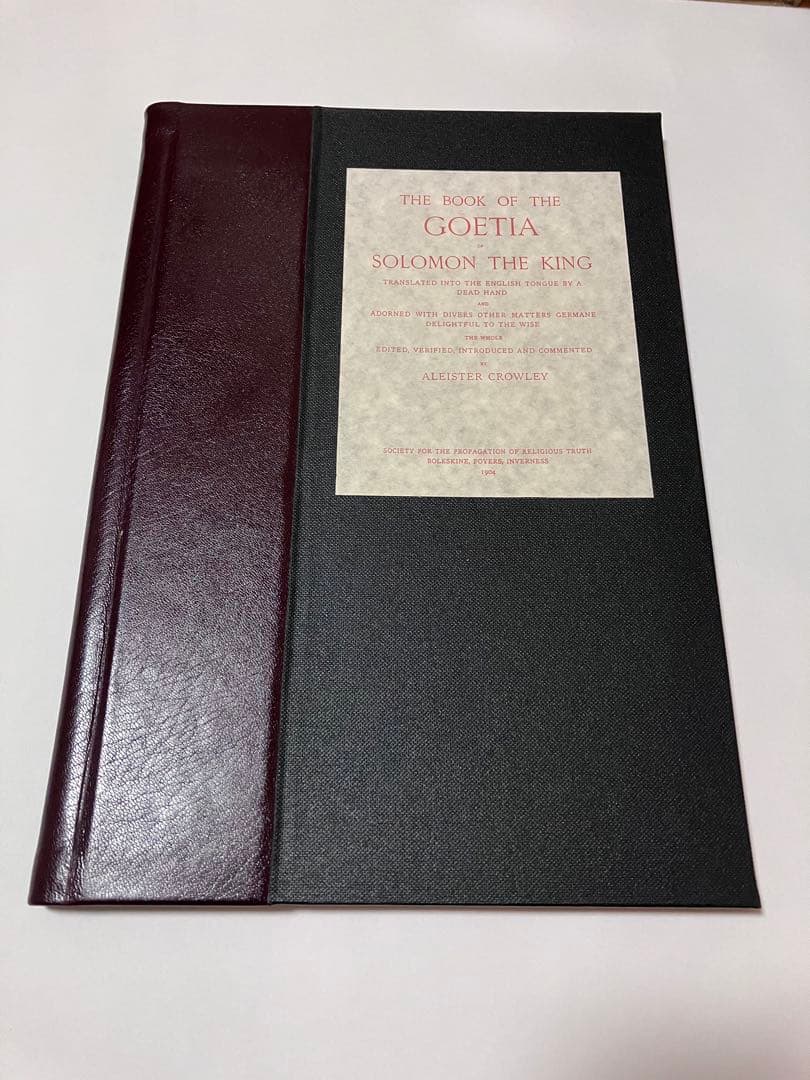 THE BOOK OF THE
GOETIA
OF
SOLOMON THE KING
TRANSLATED INTO THE ENGLISH TONGUE BY A
DEAD HAND
AND
ADORNED WITH DIVERS OTHER MATTERS GERMANE
DELIGHTFUL TO THE WISE
THE WHOLE
EDITED, VERIFIED, INTRODUCED AND COMMENTED
BY
ALEISTER CROWLEY
SOCIETY FOR THE PROPAGATION OF RELIGIOUS TRUTH
BOLESKINE, FOYERS, INVERNESS
1904